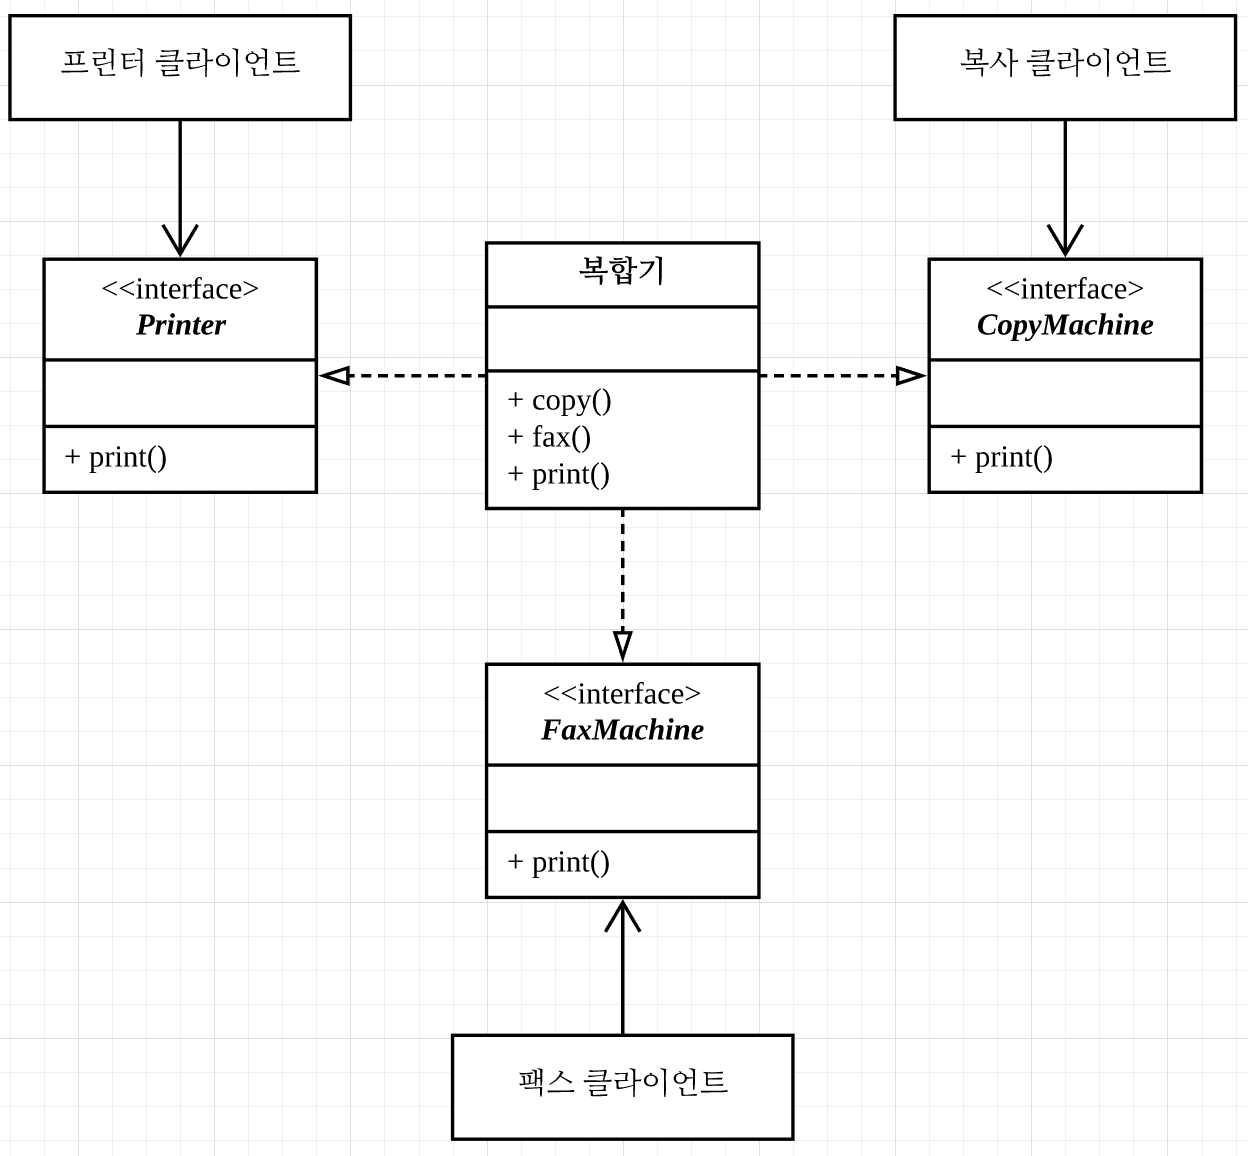 프린터 클라이언트
복사 클라이언트
<<interface>
Printer
+ print()
복합기
+ copy()
+ fax()
+ print()
<<interface>
CopyMachine
+ print()
<<interface>
FaxMachine
+ print()
팩스 클라이언트